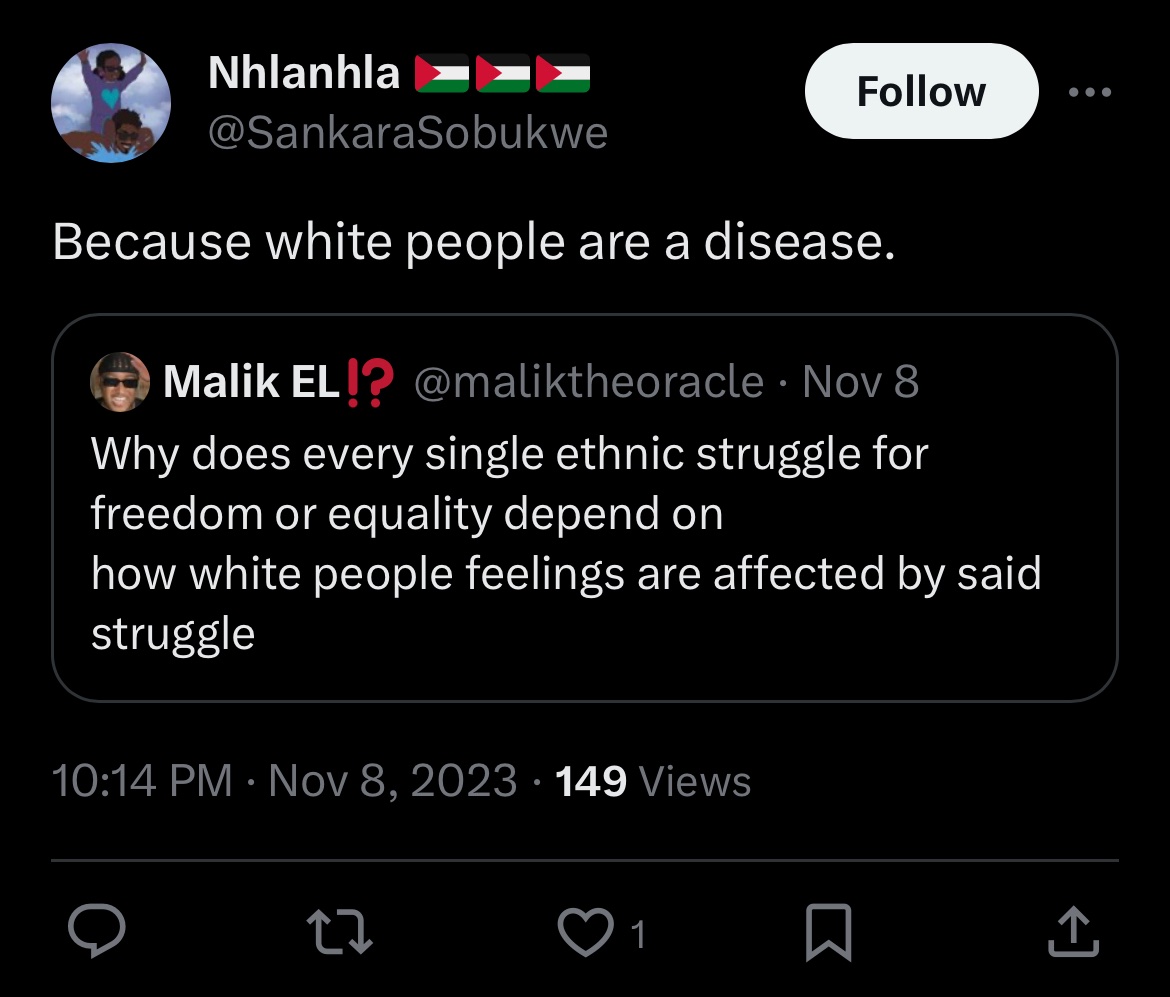 Nhlanhla 🇵🇸🇵🇸🇵🇸
@SankaraSobukwe
Follow
Because white people are a disease.
Malik EL⁉️ @maliktheoracle · Nov 8
Why does every single ethnic struggle for
freedom or equality depend on
how white people feelings are affected by said
struggle
10:14 PM · Nov 8, 2023 · 149 Views
1